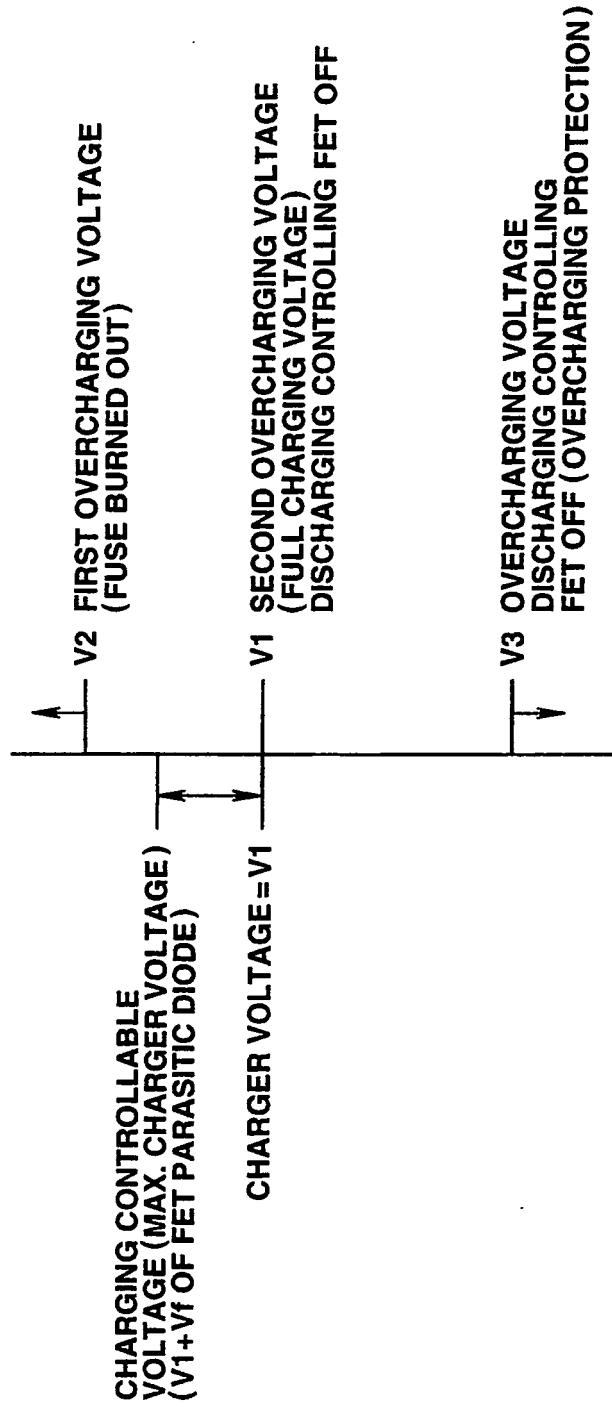 CHARGING CONTROLLABLE
VOLTAGE (MAX. CHARGER VOLTAGE)
(V1+Vf OF FET PARASITIC DIODE)
CHARGER VOLTAGE=V1
V2 FIRST OVERCHARGING VOLTAGE
(FUSE BURNED OUT)
V1 SECOND OVERCHARGING VOLTAGE
(FULL CHARGING VOLTAGE)
DISCHARGING CONTROLLING FET OFF
V3 OVERCHARGING VOLTAGE
DISCHARGING CONTROLLING
FET OFF (OVERCHARGING PROTECTION)